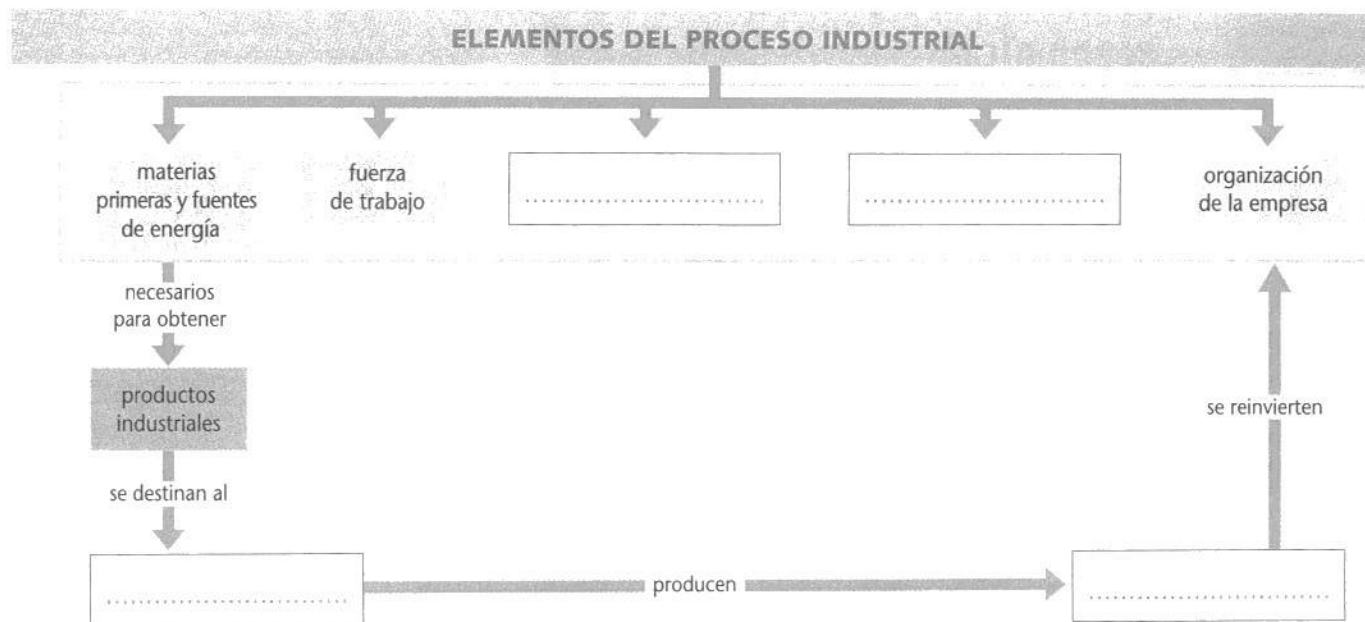 ELEMENTOS DEL PROCESO INDUSTRIAL
materias
primeras y fuentes
de energía
fuerza
de trabajo
........................................
........................................
organización
de la empresa
necesarios
para obtener
productos
industriales
se reinvierten
se destinan al
........................................
producen
........................................